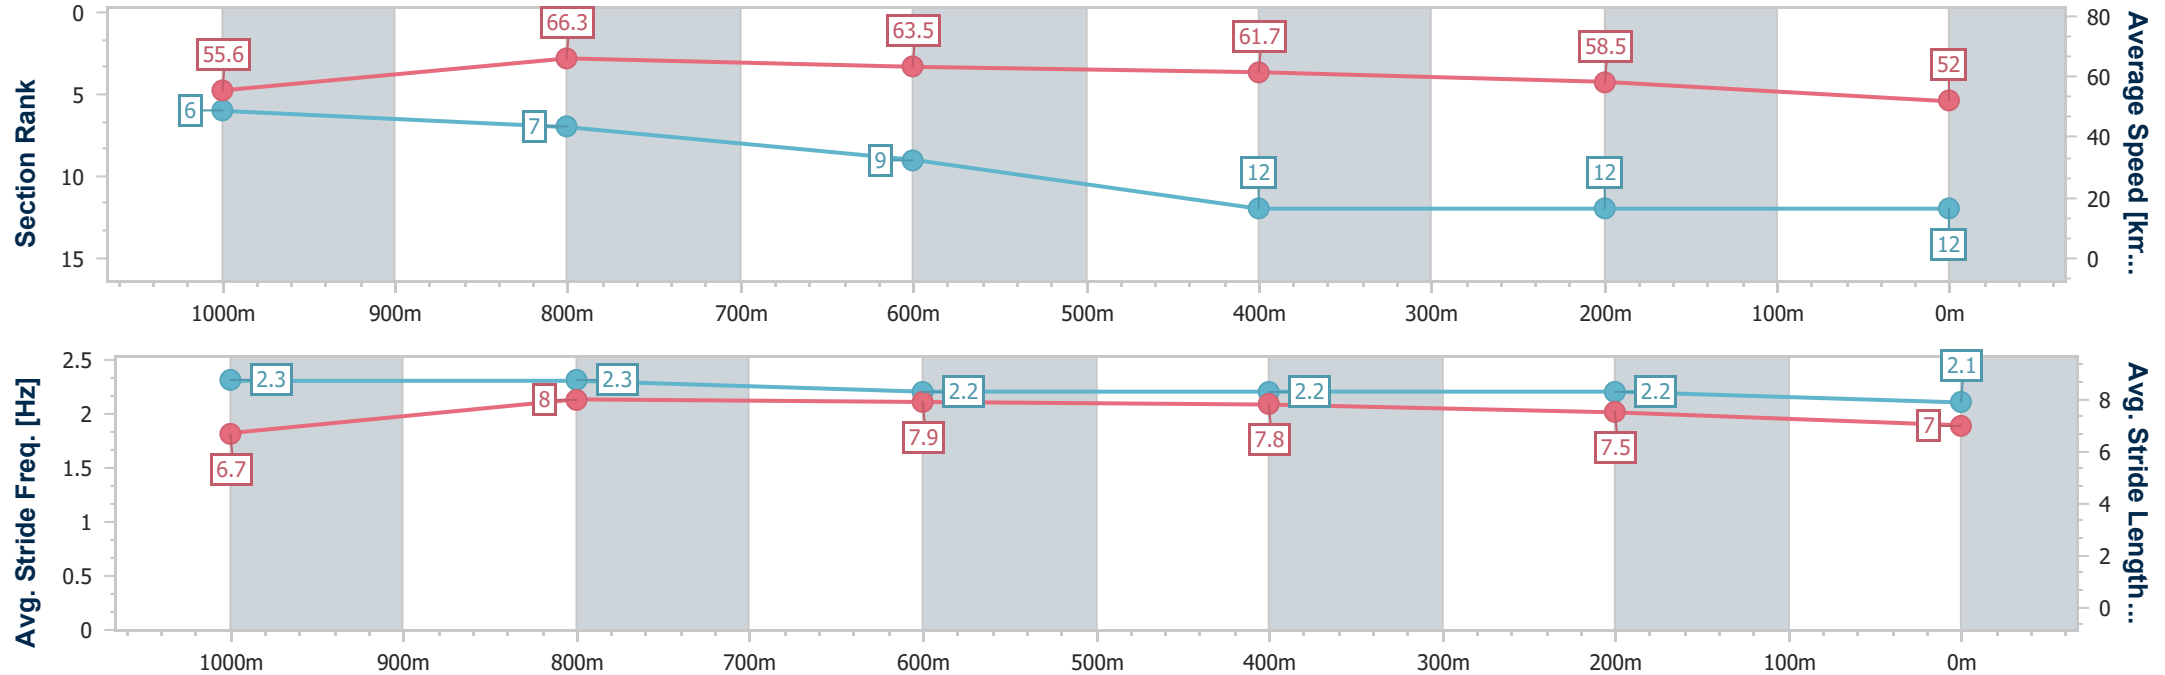 Section Rank
0
5
10
15
55.6
66.3
63.5
61.7
58.5
52
6
7
9
12
12
12
80
60
40
20
0
Average Speed [km...
1000m
900m
800m
700m
600m
500m
400m
300m
200m
100m
0m
Avg. Stride Freq. [Hz]
2.5
2
1.5
1
0.5
0
2.3
2.3
2.2
2.2
2.2
2.1
6.7
8
7.9
7.8
7.5
7
8
6
4
2
0
Avg. Stride Length...
1000m
900m
800m
700m
600m
500m
400m
300m
200m
100m
0m